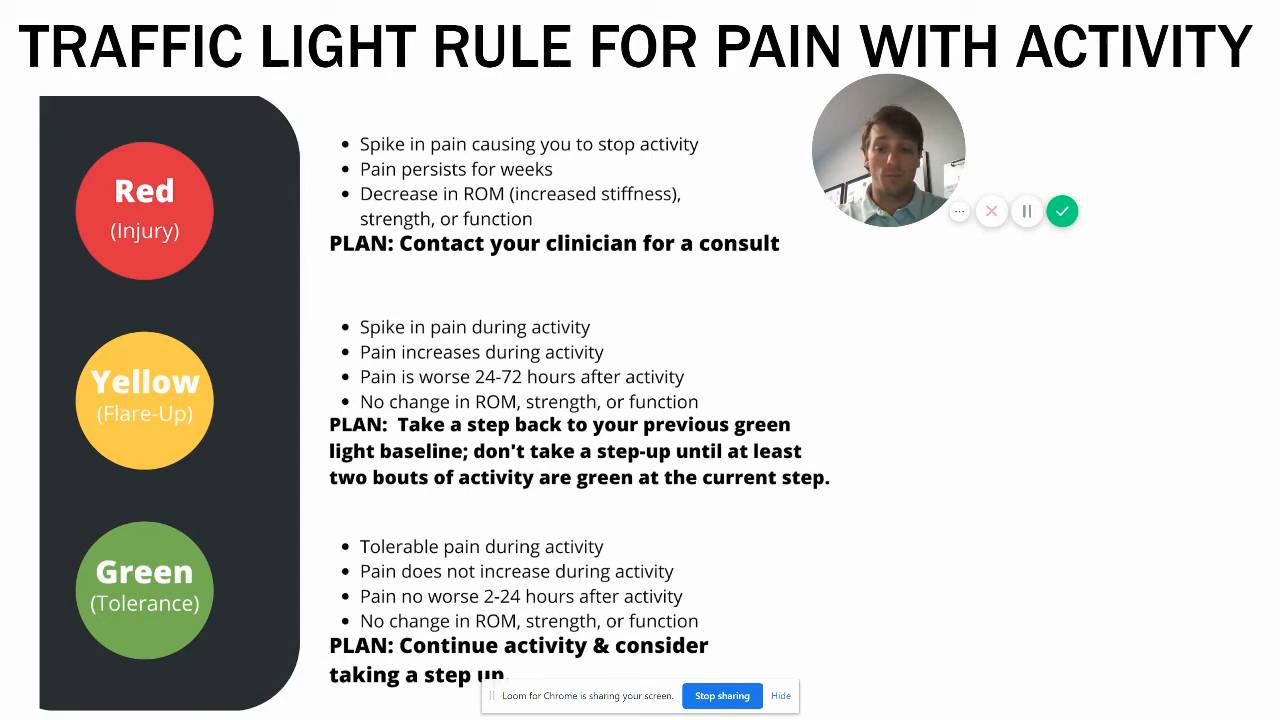 TRAFFIC LIGHT RULE FOR PAIN WITH ACTIVITY
Red
(Injury)
Spike in pain causing you to stop activity
Pain persists for weeks
Decrease in ROM (increased stiffness),
strength, or function
PLAN: Contact your clinician for a consult
Yellow
(Flare-Up)
Spike in pain during activity
Pain increases during activity
Pain is worse 24-72 hours after activity
No change in ROM, strength, or function
PLAN: Take a step back to your previous green
light baseline; don't take a step-up until at least
two bouts of activity are green at the current step.
Green
(Tolerance)
Tolerable pain during activity
Pain does not increase during activity
Pain no worse 2-24 hours after activity
No change in ROM, strength, or function
PLAN: Continue activity & consider
taking a step up.
Loom for Chrome is sharing your screen.
Stop sharing
Hide